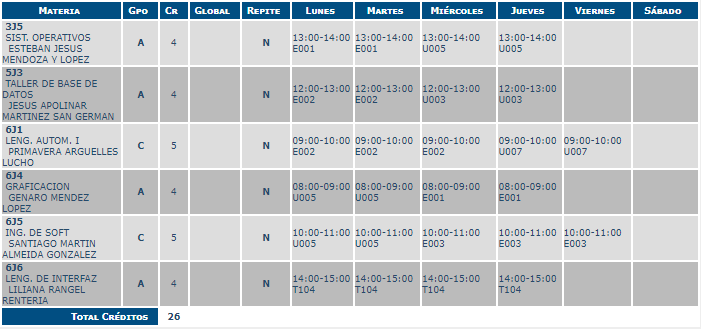 Materia Gpo Cr Global Repite Lunes Martes Miércoles Jueves Viernes Sábado
3J5
SIST. OPERATIVOS
ESTEBAN JESUS
MENDOZA Y LOPEZ
A 4 N
13:00-14:00 13:00-14:00 13:00-14:00 13:00-14:00
E001 E001 U005 U005
5J3
TALLER DE BASE DE
DATOS
JESUS APOLINAR
MARTINEZ SAN GERMAN
A 4 N
12:00-13:00 12:00-13:00 12:00-13:00 12:00-13:00
E002 E002 U003 U003
6J1
LENG. AUTOM. I
PRIMAVERA ARGUELLES
LUCHO
C 5 N
09:00-10:00 09:00-10:00 09:00-10:00 09:00-10:00 09:00-10:00
E002 E002 E002 U007 U007
6J4
GRAFICACION
GENARO MENDEZ
LOPEZ
A 4 N
08:00-09:00 08:00-09:00 08:00-09:00 08:00-09:00
U005 U005 E001 E001
6J5
ING. DE SOFT
SANTIAGO MARTIN
ALMEIDA GONZALEZ
C 5 N
10:00-11:00 10:00-11:00 10:00-11:00 10:00-11:00 10:00-11:00
U005 U005 E003 E003 E003
6J6
LENG. DE INTERFAZ
LILIANA RANGEL
RENTERIA
A 4 N
14:00-15:00 14:00-15:00 14:00-15:00 14:00-15:00
T104 T104 T104 T104
Total Créditos 26